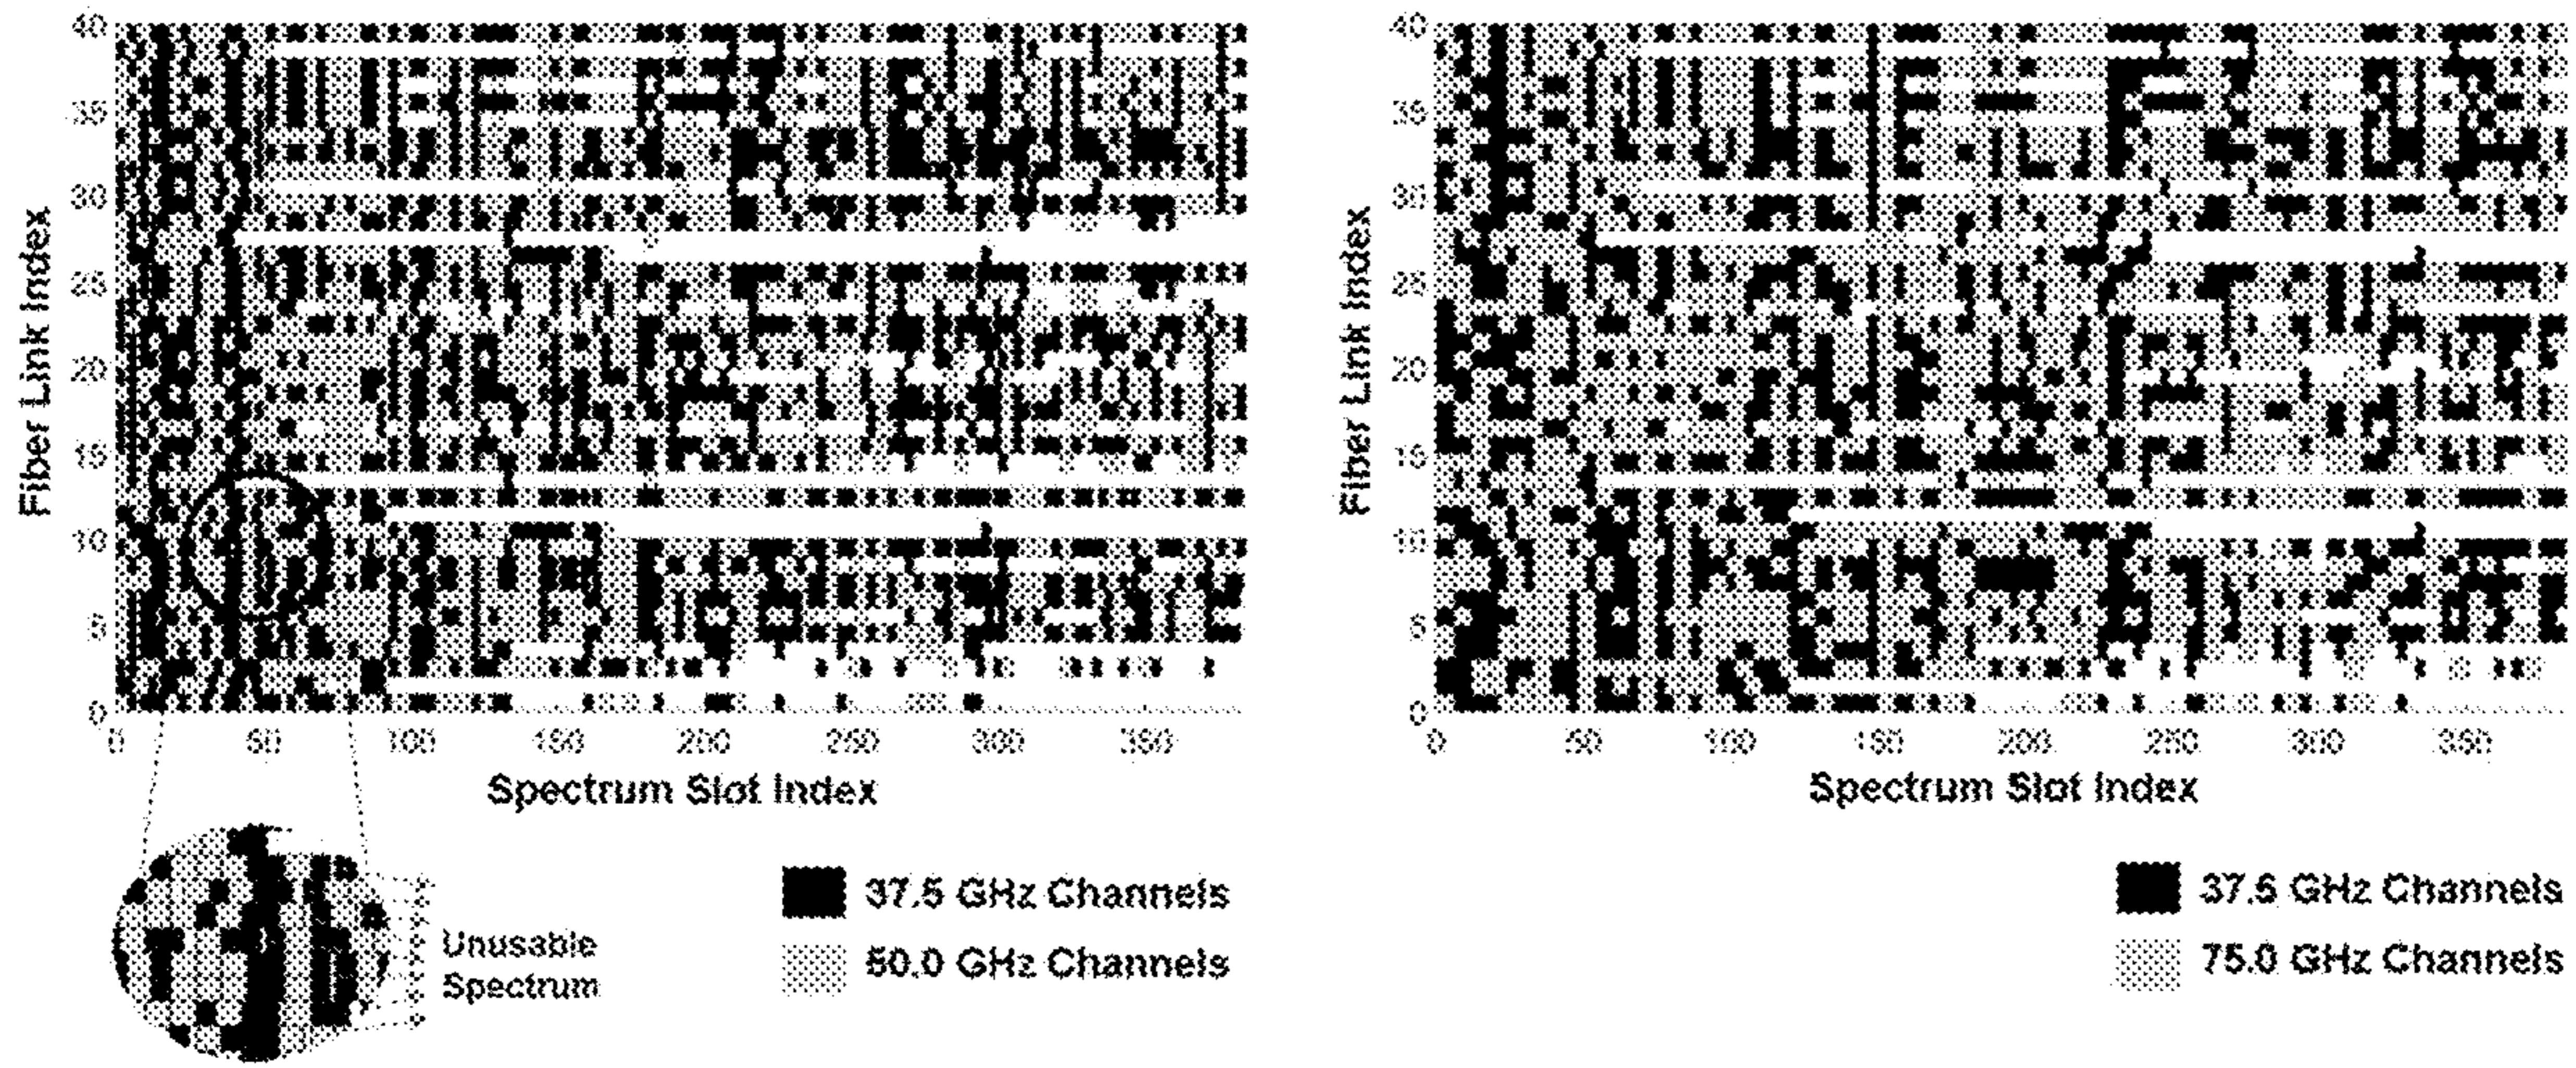 40
35
30
25
20
15
10
5
0
Fiber Link Index
0 50 100 150 200 250 300 350
Spectrum Slot Index
Unusable
Spectrum
37.5 GHz Channels
50.0 GHz Channels
40
35
30
25
20
15
10
5
0
Fiber Link Index
0 50 100 150 200 250 300 350
Spectrum Slot Index
37.5 GHz Channels
75.0 GHz Channels